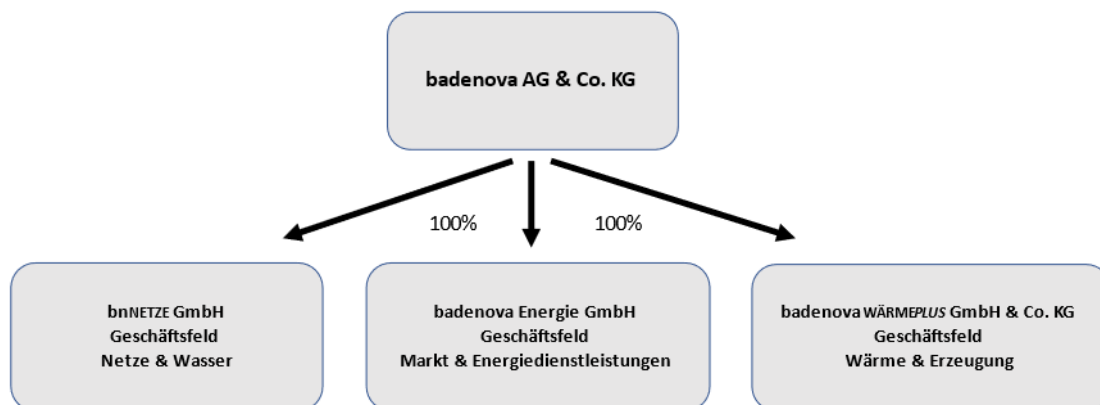 badenova AG & Co. KG
100%
100%
bnNETZE GmbH
Geschäftsfeld
Netze & Wasser
badenova Energie GmbH
Geschäftsfeld
Markt & Energiedienstleistungen
badenova WÄRMEPLUS GmbH & Co. KG
Geschäftsfeld
Wärme & Erzeugung